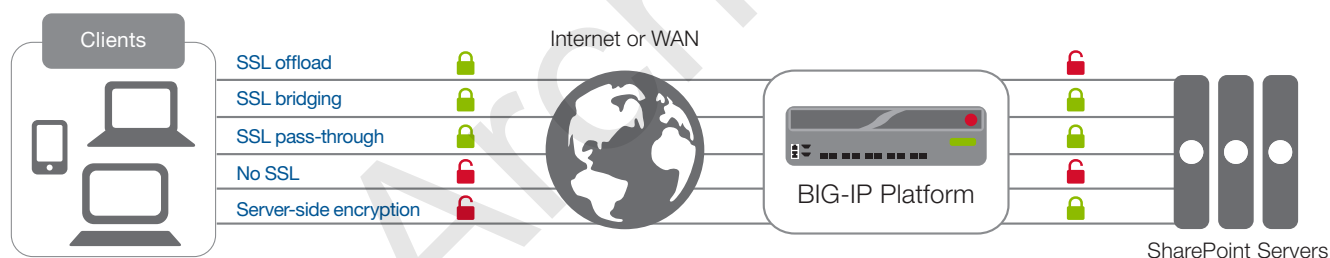 Clients
Internet or WAN
SSL offload
SSL bridging
SSL pass-through
No SSL
Server-side encryption
BIG-IP Platform
SharePoint Servers
Arch